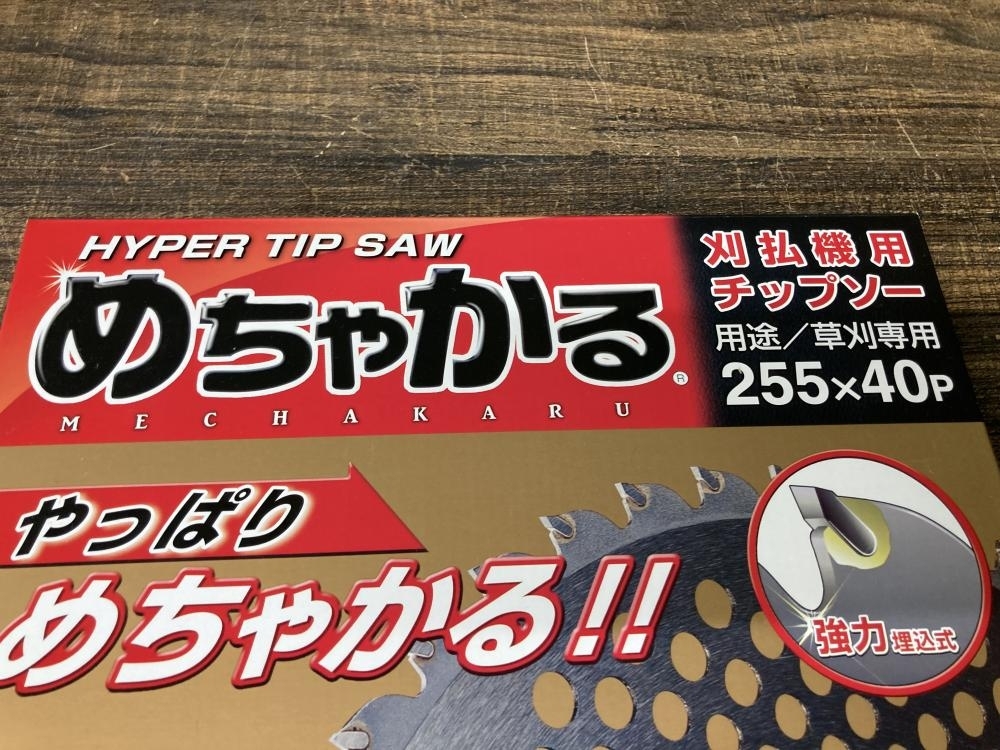 HYPER TIP SAW
めちゃかる®
MECHAKARU
刈払機用
チップソー
用途/草刈専用
255×40P
やっぱり
めちゃかる!!
強力 埋込式